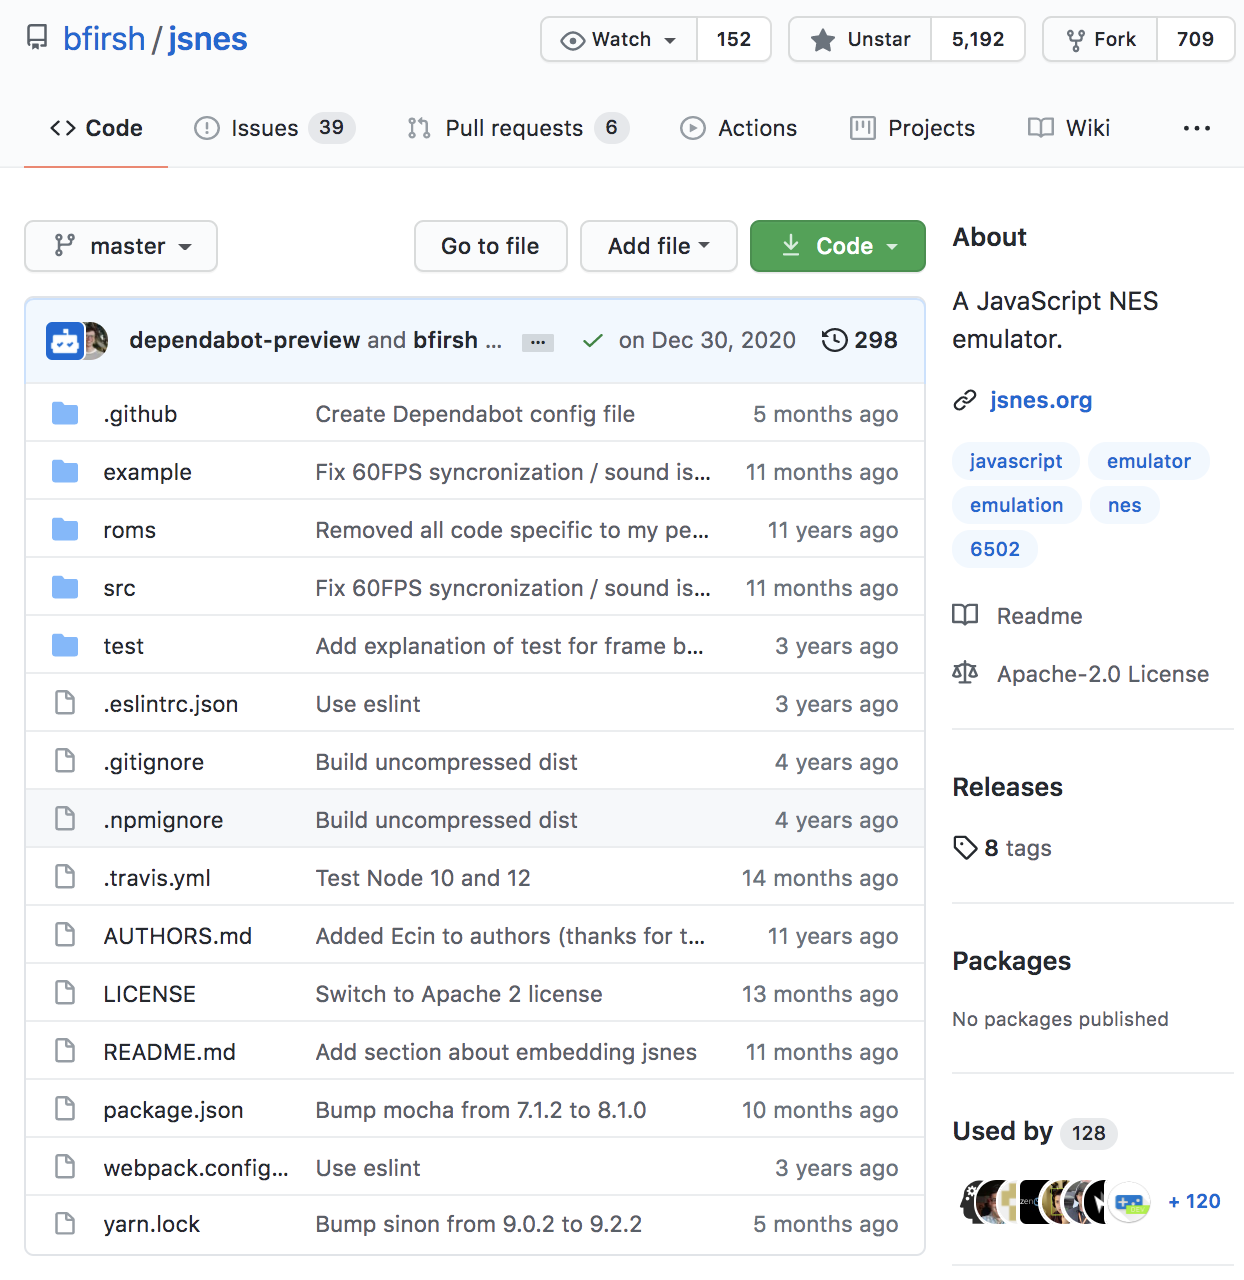 bfirsh / jsnes
Watch 152
Unstar 5,192
Fork 709
Code
Issues 39
Pull requests 6
Actions
Projects
Wiki
master
Go to file
Add file
Code
dependabot-preview and bfirsh ... ... on Dec 30, 2020 298
.github Create Dependabot config file 5 months ago
example Fix 60FPS syncronization / sound is... 11 months ago
roms Removed all code specific to my pe... 11 years ago
src Fix 60FPS syncronization / sound is... 11 months ago
test Add explanation of test for frame b... 3 years ago
.eslintrc.json Use eslint 3 years ago
.gitignore Build uncompressed dist 4 years ago
.npmignore Build uncompressed dist 4 years ago
.travis.yml Test Node 10 and 12 14 months ago
AUTHORS.md Added Ecin to authors (thanks for t... 11 years ago
LICENSE Switch to Apache 2 license 13 months ago
README.md Add section about embedding jsnes 11 months ago
package.json Bump mocha from 7.1.2 to 8.1.0 10 months ago
webpack.config... Use eslint 3 years ago
yarn.lock Bump sinon from 9.0.2 to 9.2.2 5 months ago
About
A JavaScript NES
emulator.
jsnes.org
javascript emulator
emulation nes
6502
Readme
Apache-2.0 License
Releases
8 tags
Packages
No packages published
Used by 128
+ 120